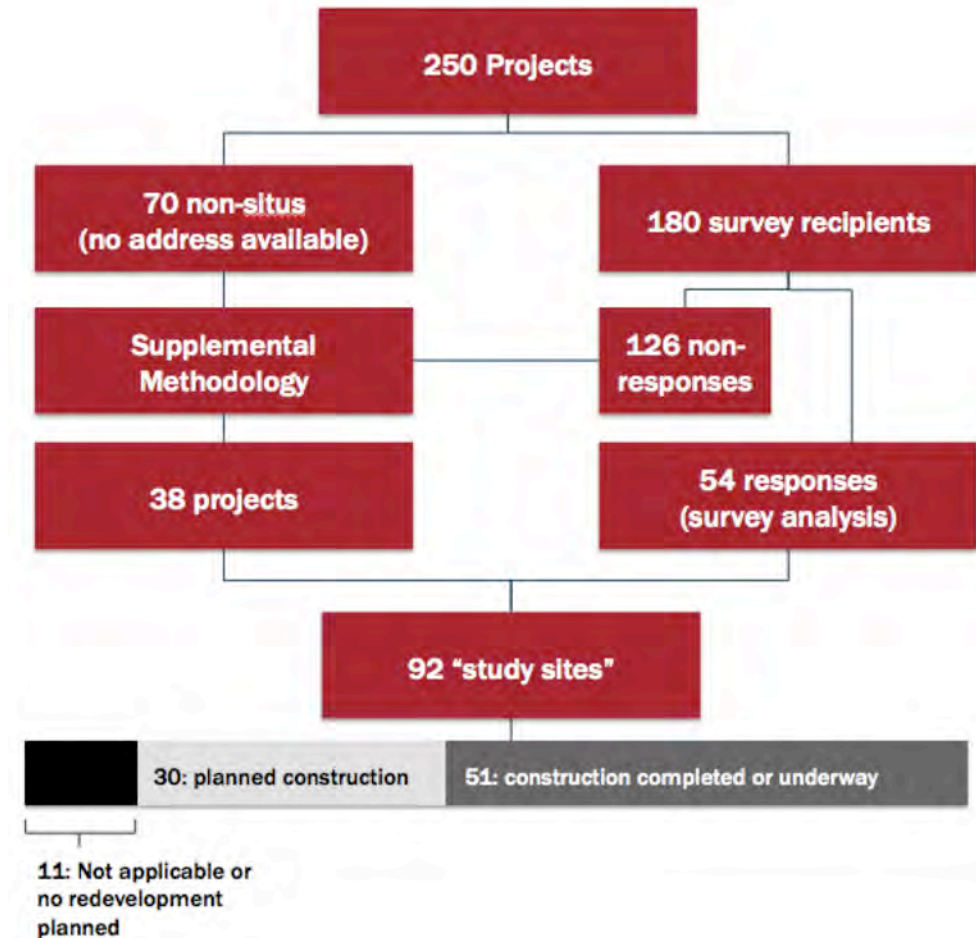 250 Projects
70 non-situs
(no address available)
180 survey recipients
Supplemental
Methodology
126 non-
responses
38 projects
54 responses
(survey analysis)
92 “study sites”
30: planned construction
51: construction completed or underway
11: Not applicable or
no redevelopment
planned